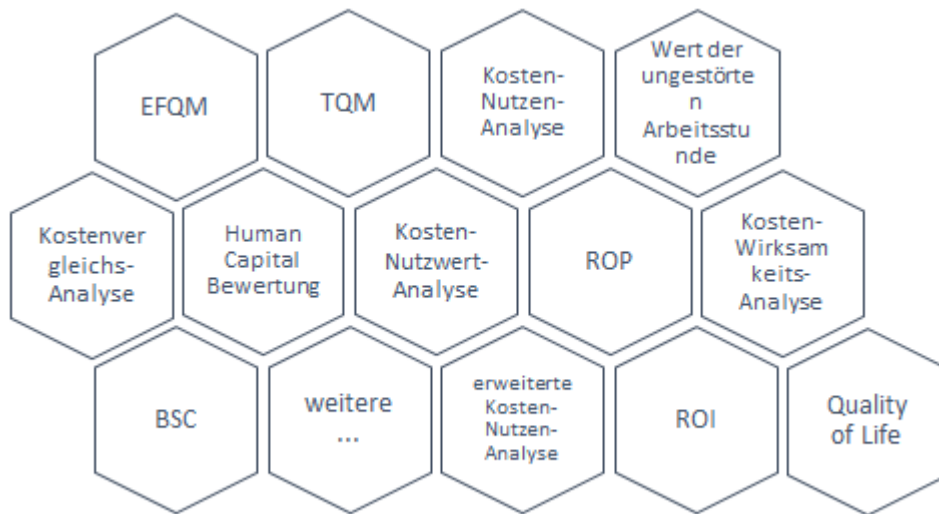 EFQM
TQM
Kosten-
Nutzen-
Analyse
Wert der
ungestörte
n
Arbeitsstu
nde
Kostenver
gleichs-
Analyse
Human
Capital
Bewertung
Kosten-
Nutzwert-
Analyse
ROP
Kosten-
Wirksam
keits-
Analyse
BSC
weitere
...
erweiterte
Kosten-
Nutzen-
Analyse
ROI
Quality
of Life